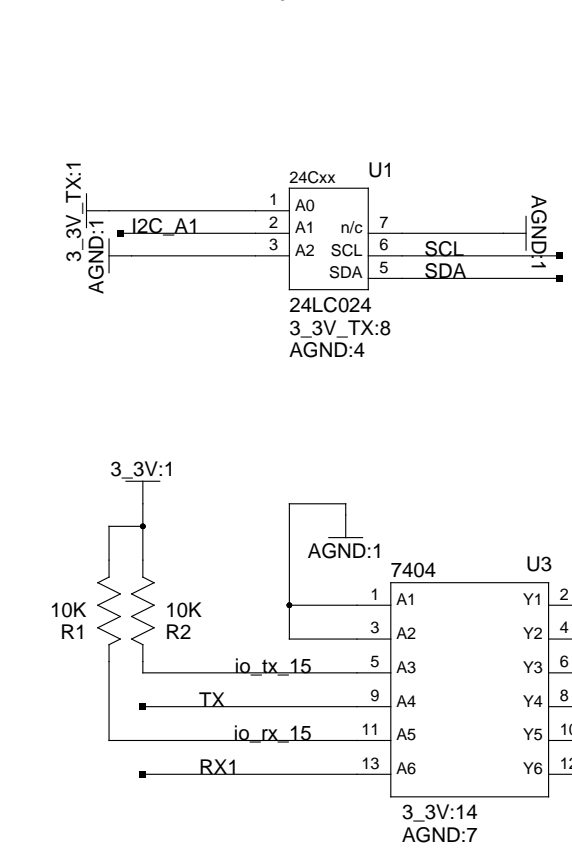 24Cxx
U1
3_3V_TX:1
AGND:1
1 A0
I2C_A1 2 A1
3 A2
n/c 7
SCL 6 SCL
SDA 5 SDA
AGND:1
24LC024
3_3V_TX:8
AGND:4
3_3V:1
AGND:1
7404
U3
10K
R1
10K
R2
1 A1 Y1 2
3 A2 Y2 4
io_tx_15 5 A3 Y3 6
TX 9 A4 Y4 8
io_rx_15 11 A5 Y5 10
RX1 13 A6 Y6 12
3_3V:14
AGND:7